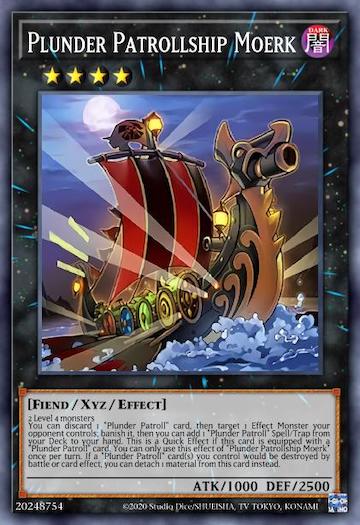 PLUNDER PATROLLSHIP MOERK
DARK
闇
[FIEND / XYZ / EFFECT]
2 Level 4 monsters
You can discard 1 "Plunder Patroll" card, then target 1 Effect Monster your
opponent controls; banish it, then you can add 1 "Plunder Patroll" Spell/Trap from
your Deck to your hand. This is a Quick Effect if this card is equipped with a
"Plunder Patroll" card. You can only use this effect of "Plunder Patrollship Moerk"
once per turn. If a "Plunder Patroll" card(s) you control would be destroyed by
battle or card effect, you can detach 1 material from this card instead.
ATK/1000 DEF/2500
20248754
©2020 Studio Dice/SHUEISHA, TV TOKYO, KONAMI